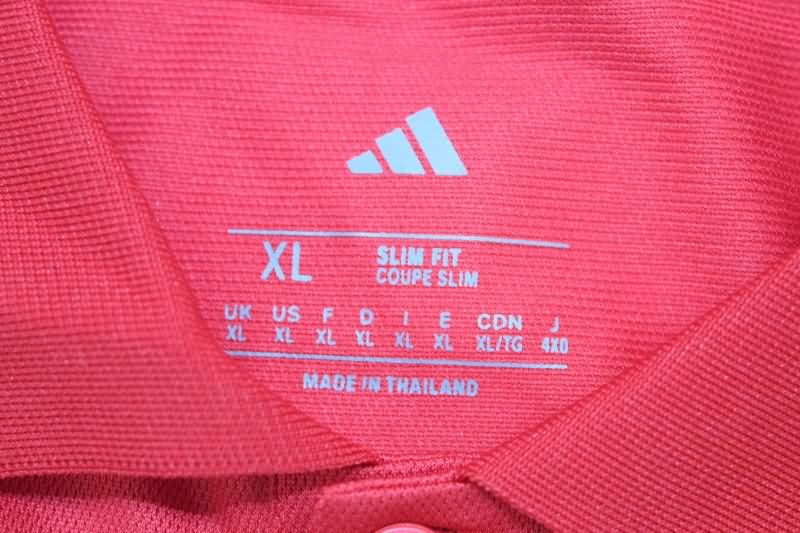 XL
SLIM FIT
COUPE SLIM
UK US F D I E CDN J
XL XL XL XL XL XL XL/TG 4XO
MADE IN THAILAND